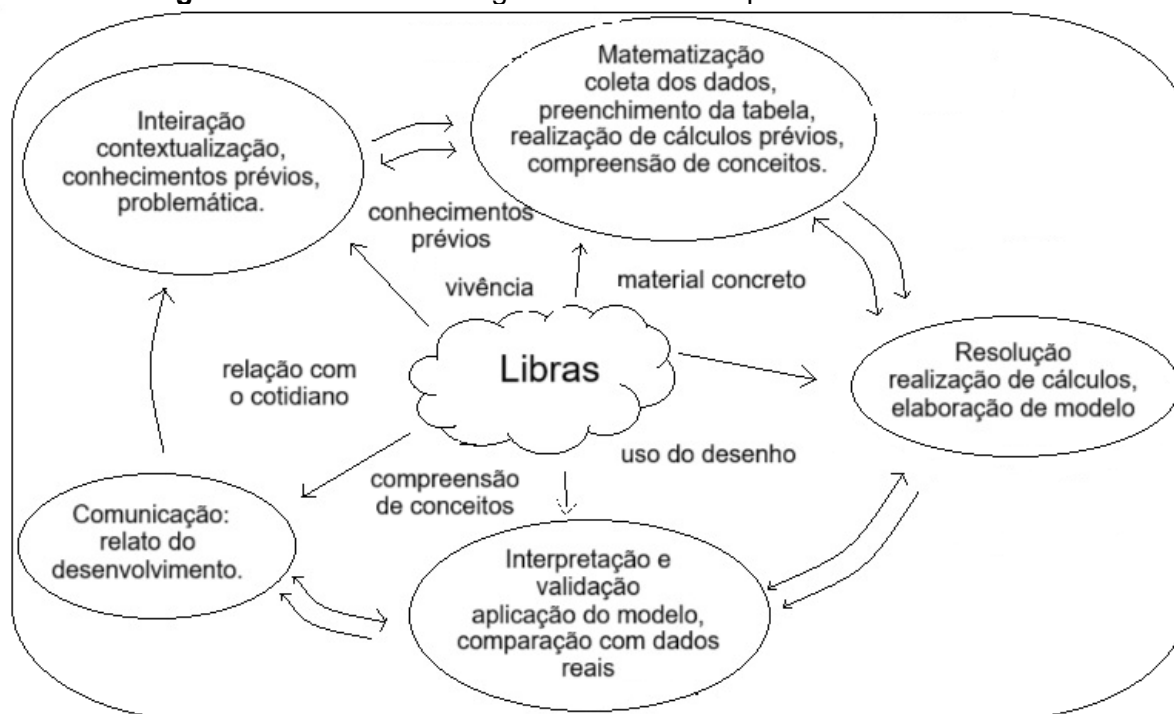 Inteiração
contextualização,
conhecimentos prévios,
problemática.
Matematização
coleta dos dados,
preenchimento da tabela,
realização de cálculos prévios,
compreensão de conceitos.
conhecimentos
prévios
vivência
material concreto
Libras
Resolução
realização de cálculos,
elaboração de modelo
relação com
o cotidiano
uso do desenho
compreensão
de conceitos
Comunicação:
relato do
desenvolvimento.
Interpretação e
validação
aplicação do modelo,
comparação com dados
reais